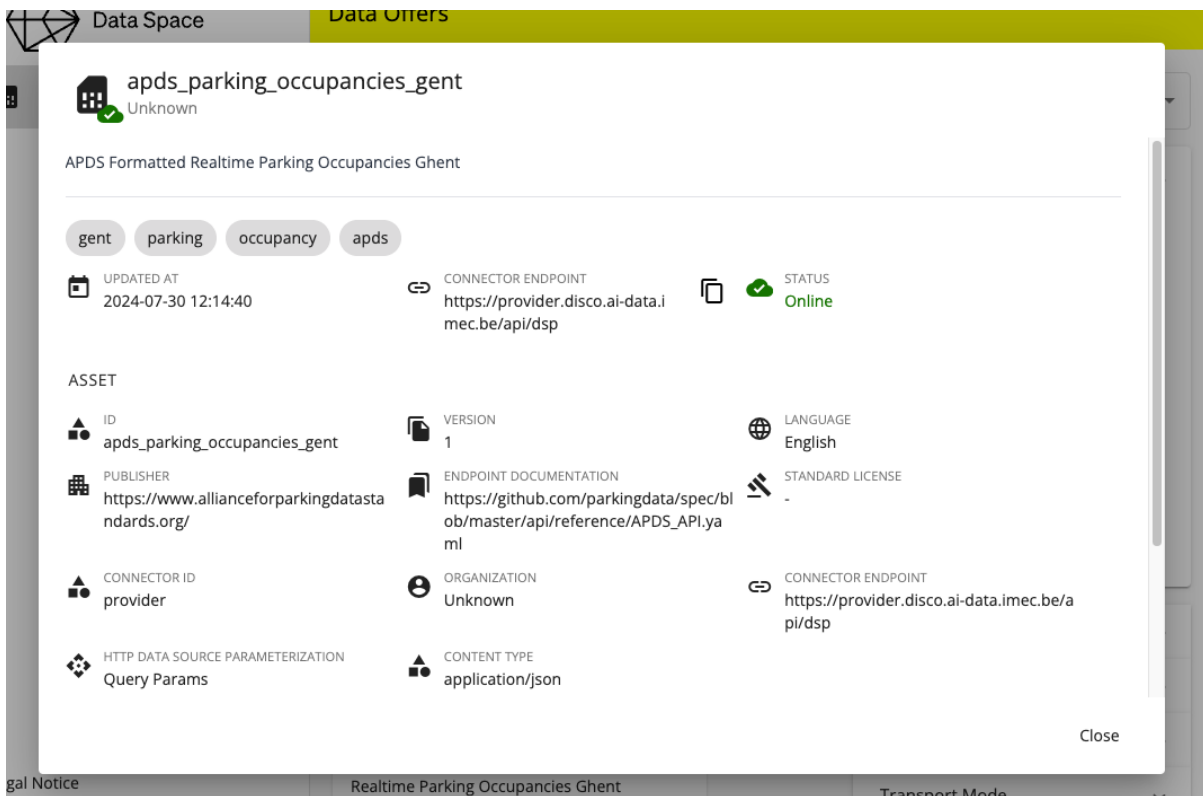 Data Space
Data Offers
apds_parking_occupancies_gent
Unknown
APDS Formatted Realtime Parking Occupancies Ghent
gent
parking
occupancy
apds
UPDATED AT
2024-07-30 12:14:40
CONNECTOR ENDPOINT
https://provider.disco.ai-data.i
mec.be/api/dsp
STATUS
Online
ASSET
ID
apds_parking_occupancies_gent
VERSION
1
LANGUAGE
English
PUBLISHER
https://www.allianceforparkingdatasta
ndards.org/
ENDPOINT DOCUMENTATION
https://github.com/parkingdata/spec/bl
ob/master/api/reference/APDS_API.ya
ml
STANDARD LICENSE
-
CONNECTOR ID
provider
ORGANIZATION
Unknown
CONNECTOR ENDPOINT
https://provider.disco.ai-data.imec.be/a
pi/dsp
HTTP DATA SOURCE PARAMETERIZATION
Query Params
CONTENT TYPE
application/json
Close
gal Notice
Realtime Parking Occupancies Ghent
Transport Mode